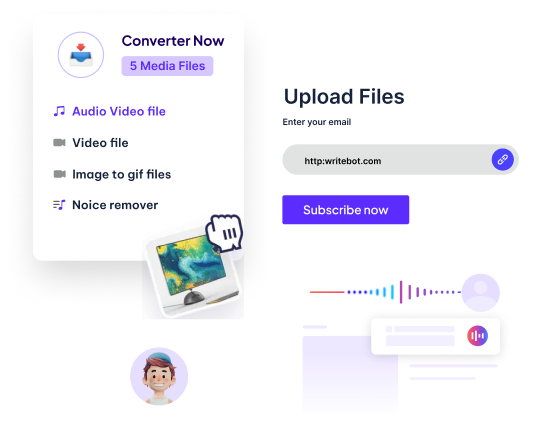 Converter Now
5 Media Files
Audio Video file
Video file
Image to gif files
Noice remover
Upload Files
Enter your email
http:writebot.com
Subscribe now